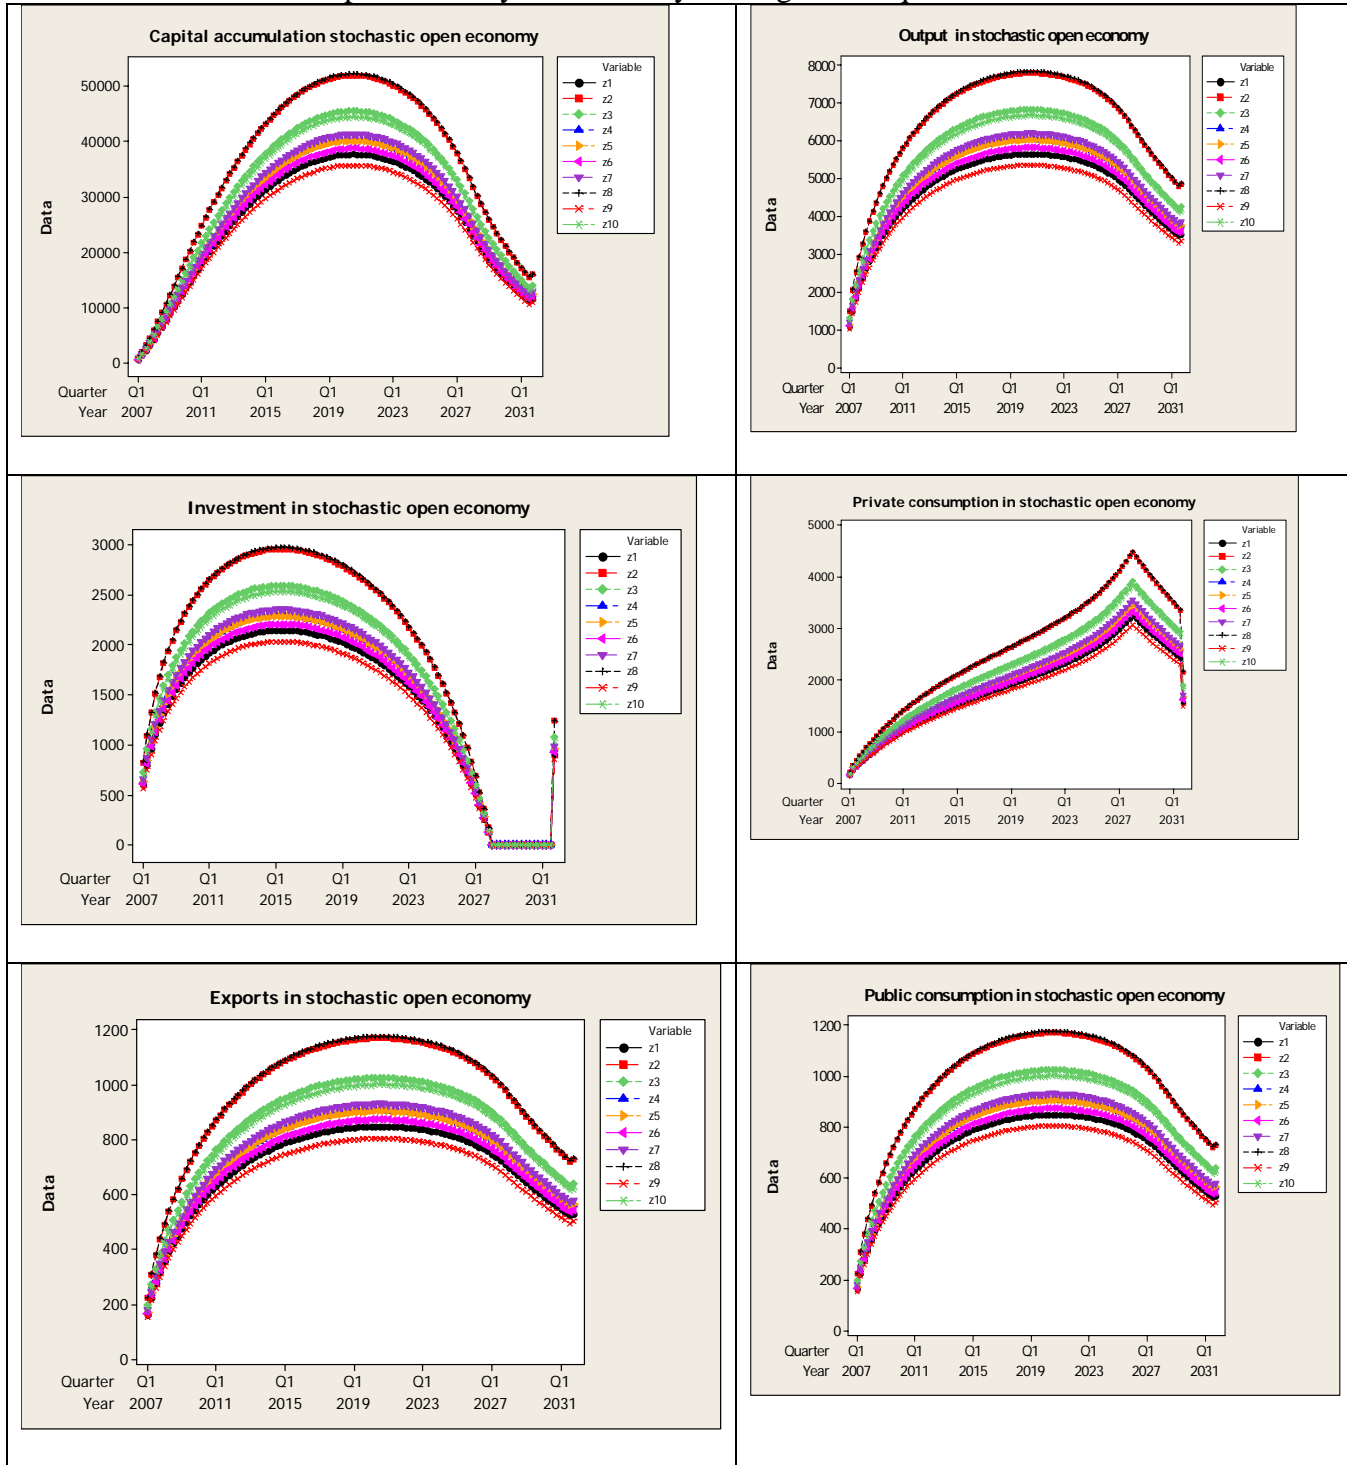 Capital accumulation stochastic open economy
Data
50000
40000
30000
20000
10000
0
Quarter Q1 Q1 Q1 Q1 Q1 Q1 Q1
Year 2007 2011 2015 2019 2023 2027 2031
Variable
z1
z2
z3
z4
z5
z6
z7
z8
z9
z10
Output in stochastic open economy
Data
8000
7000
6000
5000
4000
3000
2000
1000
0
Quarter Q1 Q1 Q1 Q1 Q1 Q1 Q1
Year 2007 2011 2015 2019 2023 2027 2031
Variable
z1
z2
z3
z4
z5
z6
z7
z8
z9
z10
Investment in stochastic open economy
Data
3000
2500
2000
1500
1000
500
0
Quarter Q1 Q1 Q1 Q1 Q1 Q1 Q1
Year 2007 2011 2015 2019 2023 2027 2031
Variable
z1
z2
z3
z4
z5
z6
z7
z8
z9
z10
Private consumption in stochastic open economy
Data
5000
4000
3000
2000
1000
0
Quarter Q1 Q1 Q1 Q1 Q1 Q1 Q1
Year 2007 2011 2015 2019 2023 2027 2031
Variable
z1
z2
z3
z4
z5
z6
z7
z8
z9
z10
Exports in stochastic open economy
Data
1200
1000
800
600
400
200
0
Quarter Q1 Q1 Q1 Q1 Q1 Q1 Q1
Year 2007 2011 2015 2019 2023 2027 2031
Variable
z1
z2
z3
z4
z5
z6
z7
z8
z9
z10
Public consumption in stochastic open economy
Data
1200
1000
800
600
400
200
0
Quarter Q1 Q1 Q1 Q1 Q1 Q1 Q1
Year 2007 2011 2015 2019 2023 2027 2031
Variable
z1
z2
z3
z4
z5
z6
z7
z8
z9
z10